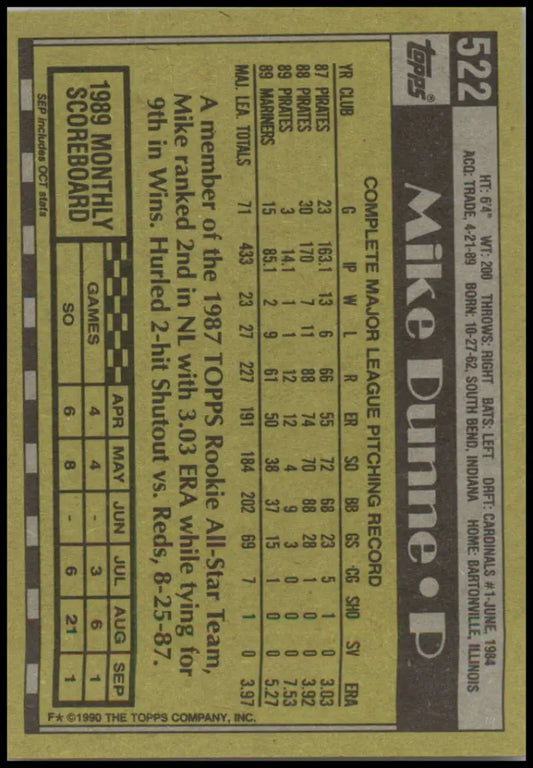 522
HT: 6'4" WT: 200 THROWS: RIGHT BATS: LEFT DRFT: CARDINALS #1-JUNE, 1984
ACQ: TRADE, 4-21-89 BORN: 10-27-62, SOUTH BEND, INDIANA HOME: BARTONVILLE, ILLINOIS
TOPPS®
Mike Dunne • P
COMPLETE MAJOR LEAGUE PITCHING RECORD
YR CLUB G IP W L R ER SO BB GS CG SHO SV ERA
87 PIRATES 23 163.1 13 6 66 55 72 68 23 5 1 0 3.03
88 PIRATES 30 170 7 11 88 74 70 88 28 1 0 0 3.92
89 PIRATES 3 14.1 1 1 12 12 4 9 3 0 0 0 7.53
89 MARINERS 15 85.1 2 9 61 50 38 37 15 1 0 0 5.27
MAJ. LEA. TOTALS 71 433 23 27 227 191 184 202 69 7 1 0 3.97
A member of the 1987 TOPPS Rookie All-Star Team,
Mike ranked 2nd in NL with 3.03 ERA while tying for
9th in Wins. Hurled 2-hit Shutout vs. Reds, 8-25-87.
1989 MONTHLY
SCOREBOARD
APR MAY JUN JUL AUG SEP
GAMES 4 4 - 3 6 1
SO 6 8 - 6 21 1
SEP includes OCT stats
F★ ©1990 THE TOPPS COMPANY, INC.